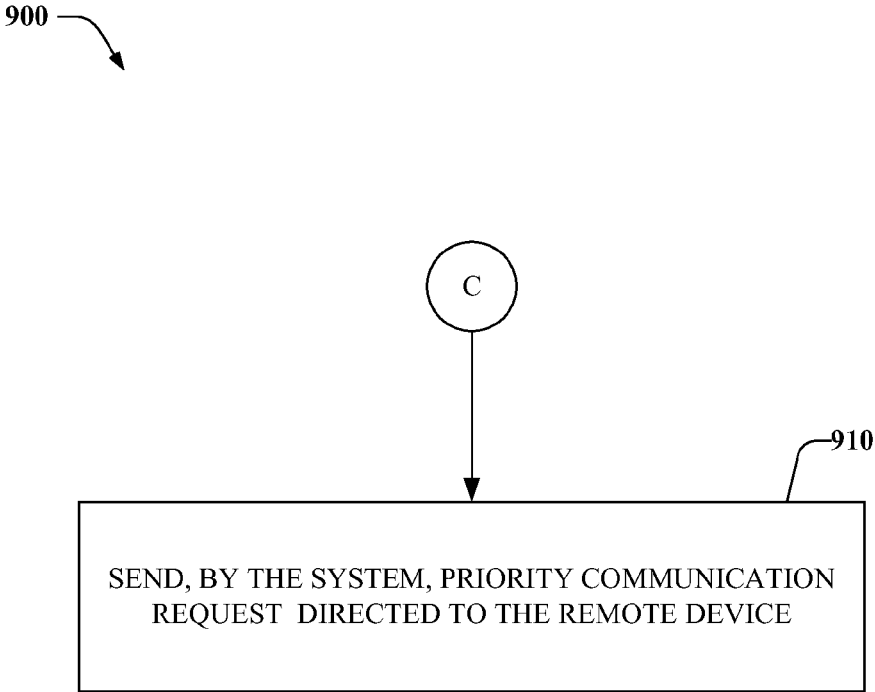 900
C
910
SEND, BY THE SYSTEM, PRIORITY COMMUNICATION
REQUEST DIRECTED TO THE REMOTE DEVICE